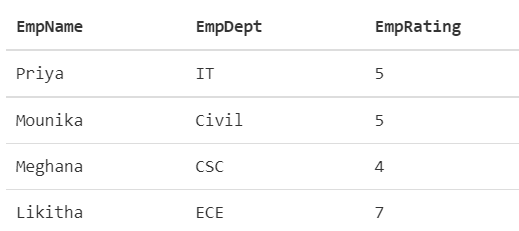 EmpName EmpDept EmpRating
Priya IT 5
Mounika Civil 5
Meghana CSC 4
Likitha ECE 7